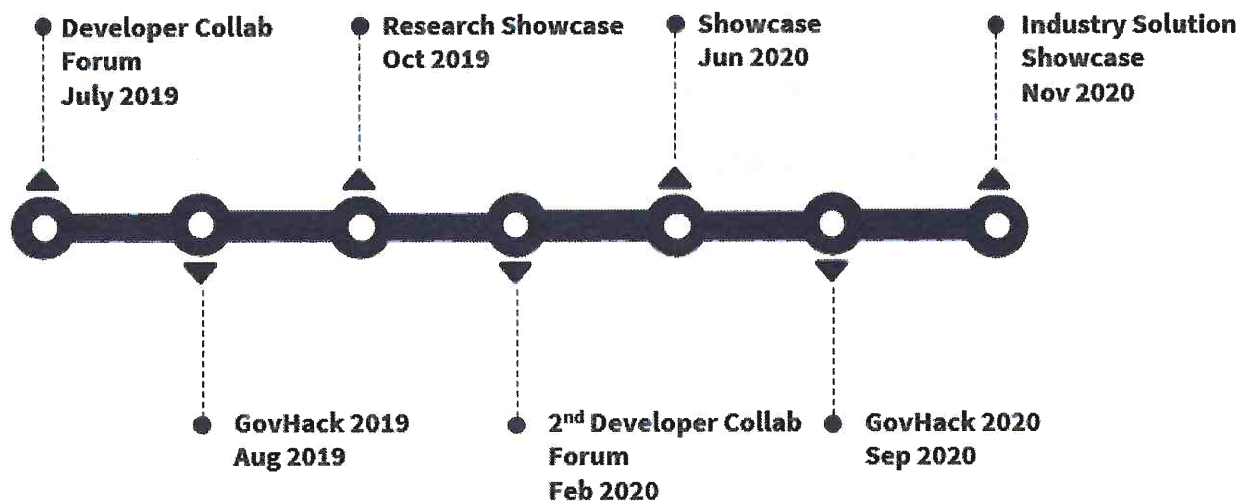 Developer Collab
Forum
July 2019
Research Showcase
Oct 2019
Showcase
Jun 2020
Industry Solution
Showcase
Nov 2020
GovHack 2019
Aug 2019
2nd Developer Collab
Forum
Feb 2020
GovHack 2020
Sep 2020